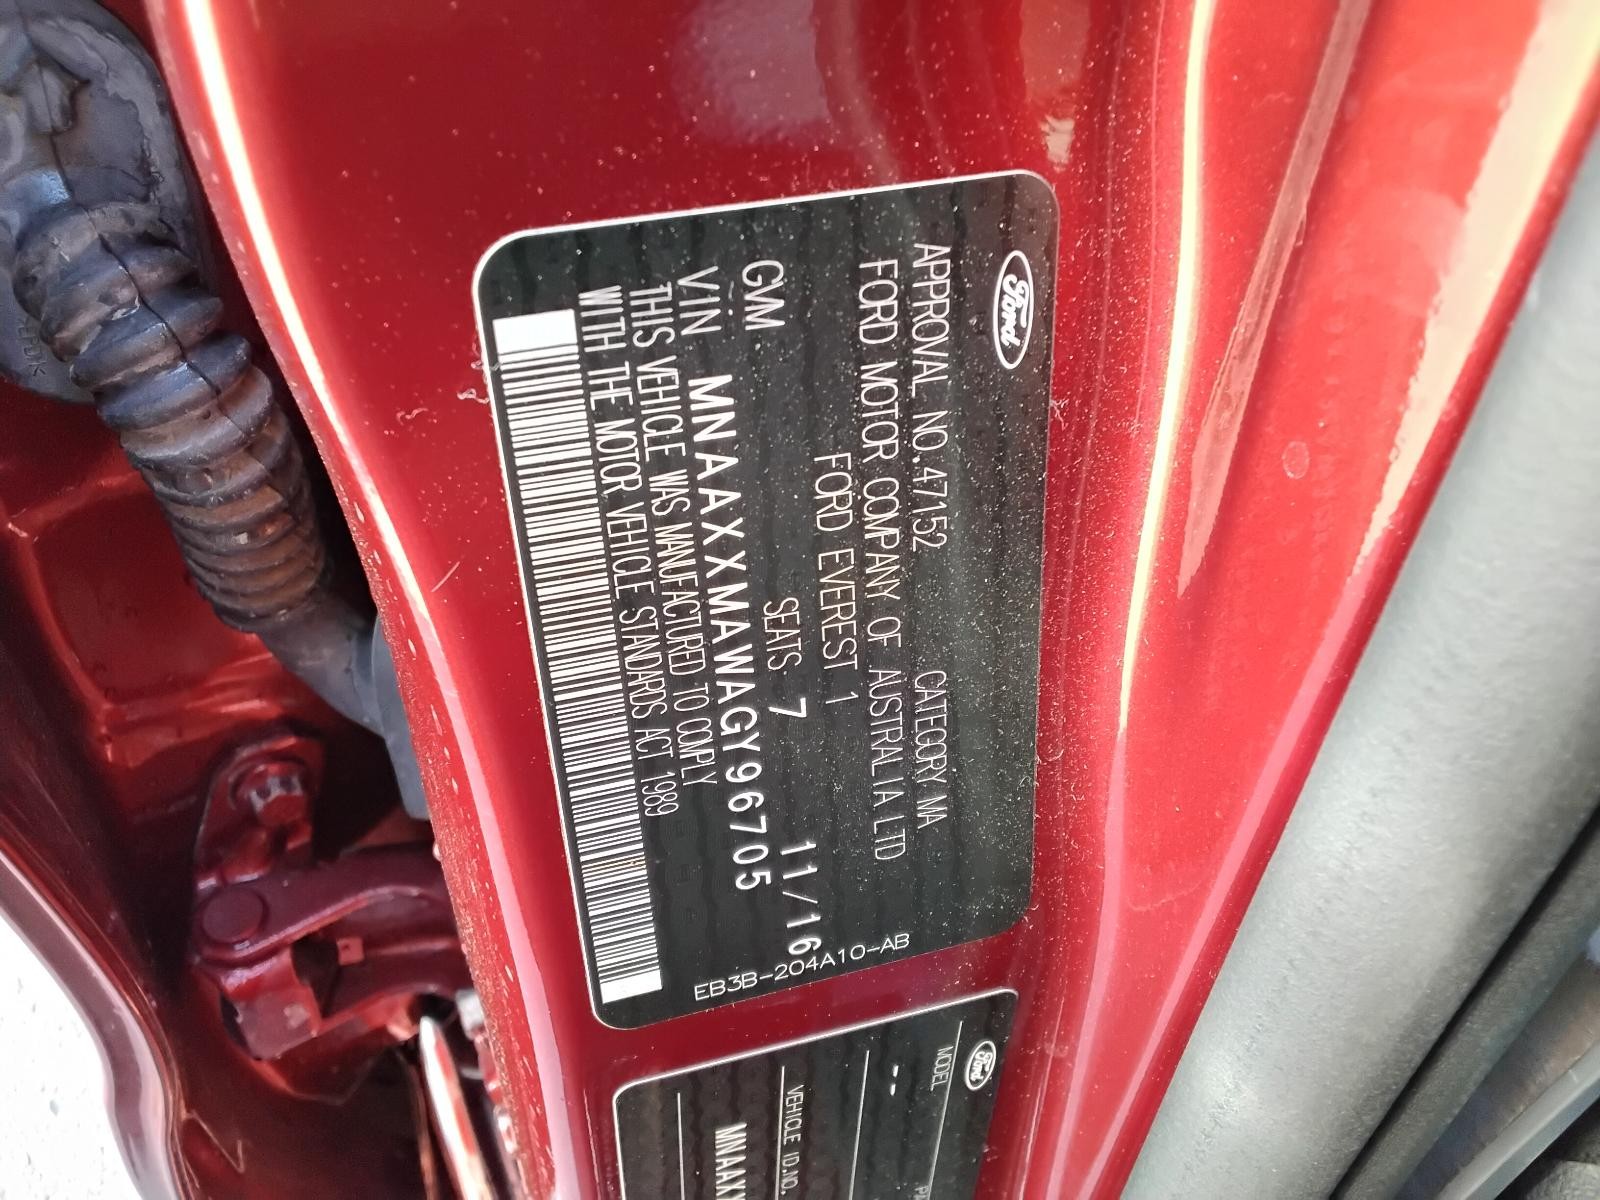 Ford
APPROVAL NO.47152 CATEGORY MA
FORD MOTOR COMPANY OF AUSTRALIA LTD
FORD EVEREST 1
GVM. SEATS 7 11/16
VIN MNAAXXMAWAGY96705
THIS VEHICLE WAS MANUFACTURED TO COMPLY
WITH THE MOTOR VEHICLE STANDARDS ACT 1989
EB3B-204A10-AB
Ford
MODEL
--
VEHICLE ID.NO.